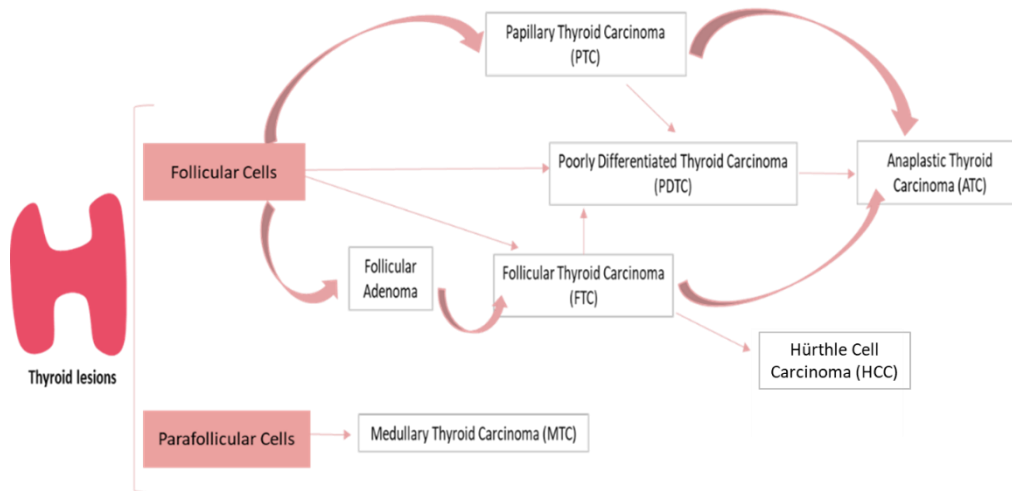 Papillary Thyroid Carcinoma
(PTC)
Follicular Cells
Poorly Differentiated Thyroid Carcinoma
(PDTC)
Anaplastic Thyroid
Carcinoma (ATC)
Follicular
Adenoma
Follicular Thyroid Carcinoma
(FTC)
Hürthle Cell
Carcinoma (HCC)
Thyroid lesions
Parafollicular Cells
Medullary Thyroid Carcinoma (MTC)